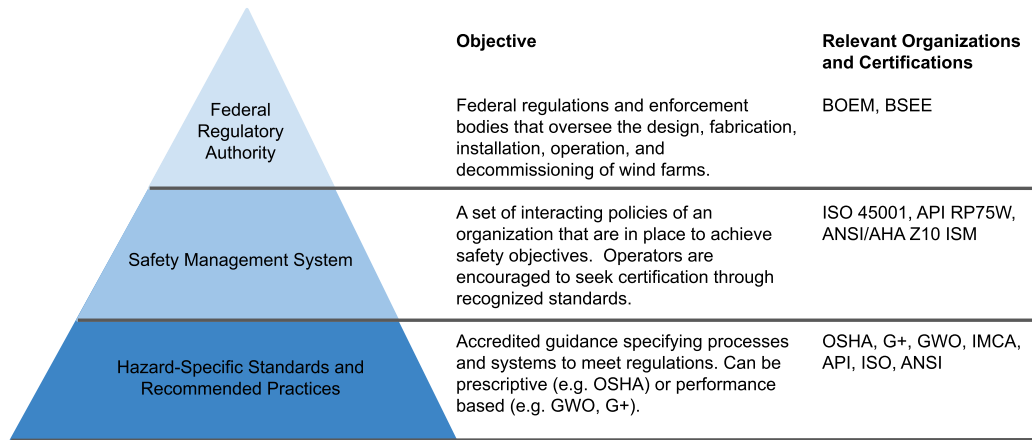 Objective
Relevant Organizations
and Certifications
Federal
Regulatory
Authority
Federal regulations and enforcement
bodies that oversee the design, fabrication,
installation, operation, and
decommissioning of wind farms.
BOEM, BSEE
Safety Management System
A set of interacting policies of an
organization that are in place to achieve
safety objectives.  Operators are
encouraged to seek certification through
recognized standards.
ISO 45001, API RP75W,
ANSI/AHA Z10 ISM
Hazard-Specific Standards and
Recommended Practices
Accredited guidance specifying processes
and systems to meet regulations. Can be
prescriptive (e.g. OSHA) or performance
based (e.g. GWO, G+).
OSHA, G+, GWO, IMCA,
API, ISO, ANSI